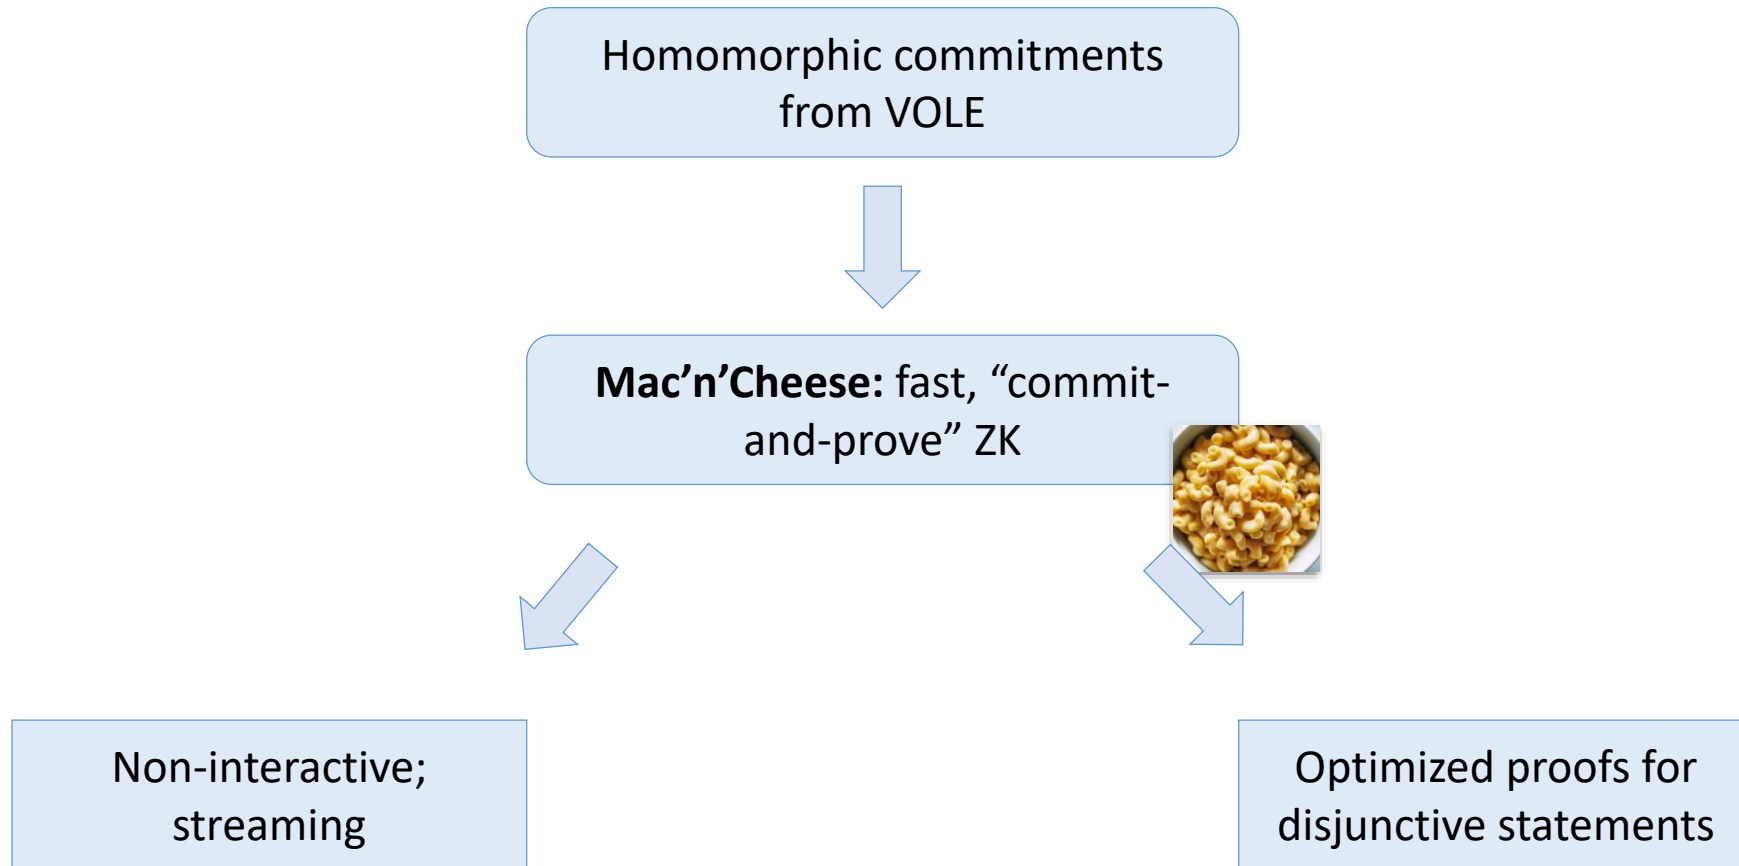 Homomorphic commitments
from VOLE
Mac’n’Cheese: fast, “commit-
and-prove” ZK
Non-interactive;
streaming
Optimized proofs for
disjunctive statements